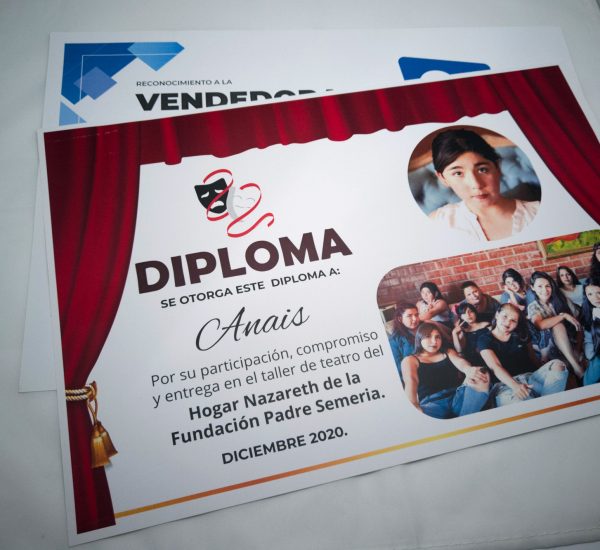 RECONOCIMIENTO A LA
VENDEDORA
DIPLOMA
SE OTORGA ESTE DIPLOMA A:
Anais
Por su participación, compromiso
y entrega en el taller de teatro del
Hogar Nazareth de la
Fundación Padre Semeria.
DICIEMBRE 2020.